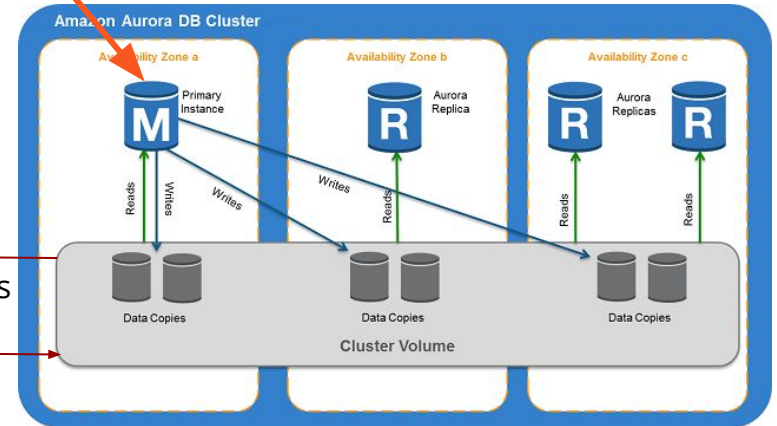 Amazon Aurora DB Cluster
Availability Zone a
Availability Zone b
Availability Zone c
M
Primary
Instance
R
Aurora
Replica
R
Aurora
Replicas
R
Reads
Writes
Writes
Writes
Reads
Reads
Reads
s
Data Copies
Data Copies
Data Copies
Cluster Volume